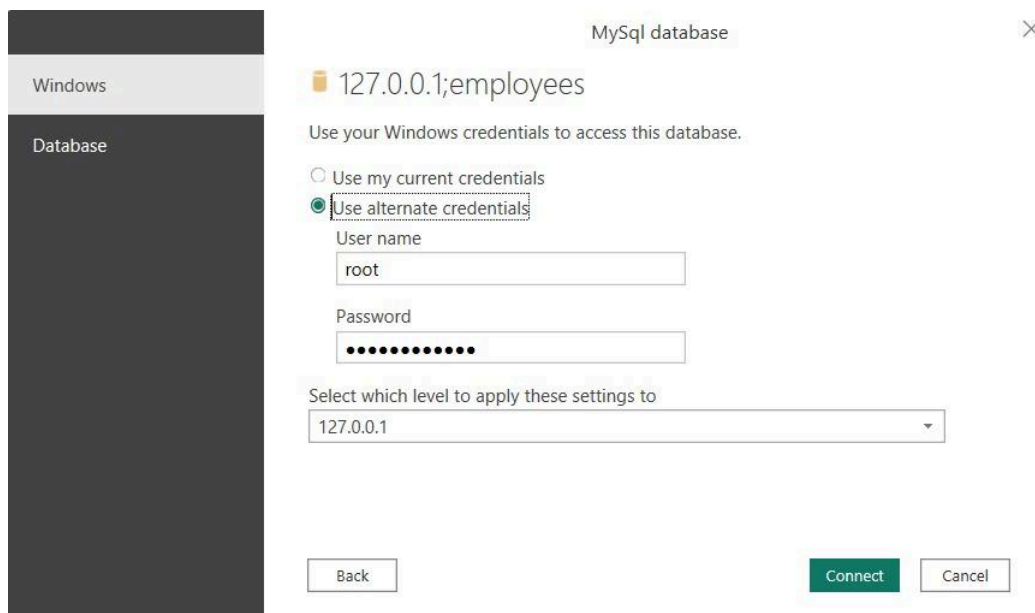 MySql database
Windows
Database
127.0.0.1;employees
Use your Windows credentials to access this database.
Use my current credentials
Use alternate credentials
User name
root
Password
●●●●●●●●●●●●
Select which level to apply these settings to
127.0.0.1
Back
Connect
Cancel